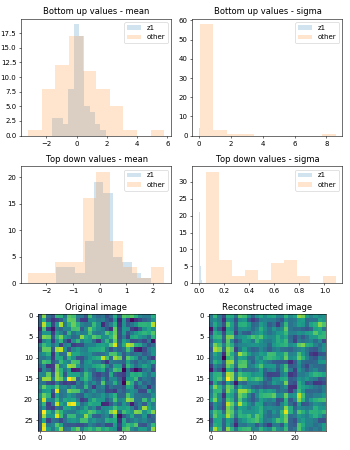 Bottom up values - mean
z1
other
17.5
15.0
12.5
10.0
7.5
5.0
2.5
0.0
−2 0 2 4 6
Bottom up values - sigma
z1
other
60
50
40
30
20
10
0
0 2 4 6 8
Top down values - mean
z1
other
20
15
10
5
0
−2 −1 0 1 2
Top down values - sigma
z1
other
30
25
20
15
10
5
0
0.0 0.2 0.4 0.6 0.8 1.0
Original image
0
5
10
15
20
25
0 10 20
Reconstructed image
0
5
10
15
20
25
0 10 20